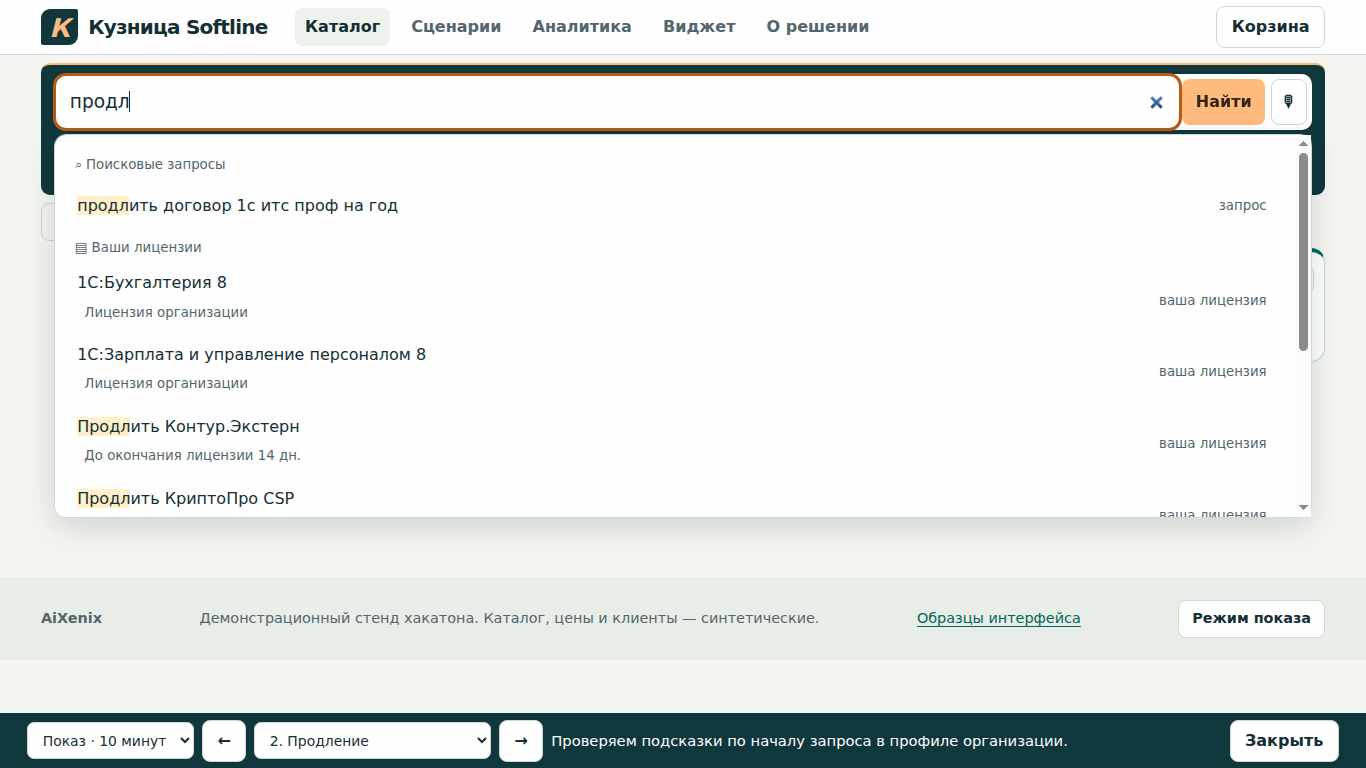 К Кузница Softline Каталог Сценарии Аналитика Виджет О решении Корзина
продл × Найти
Поисковые запросы
продлить договор 1с итс проф на год запрос
Ваши лицензии
1С:Бухгалтерия 8
Лицензия организации ваша лицензия
1С:Зарплата и управление персоналом 8
Лицензия организации ваша лицензия
Продлить Контур.Экстерн
До окончания лицензии 14 дн. ваша лицензия
Продлить КриптоПро CSP
ваша лицензия
AiXenix Демонстрационный стенд хакатона. Каталог, цены и клиенты — синтетические. Образцы интерфейса Режим показа
Показ · 10 минут ← 2. Продление → Проверяем подсказки по началу запроса в профиле организации. Закрыть